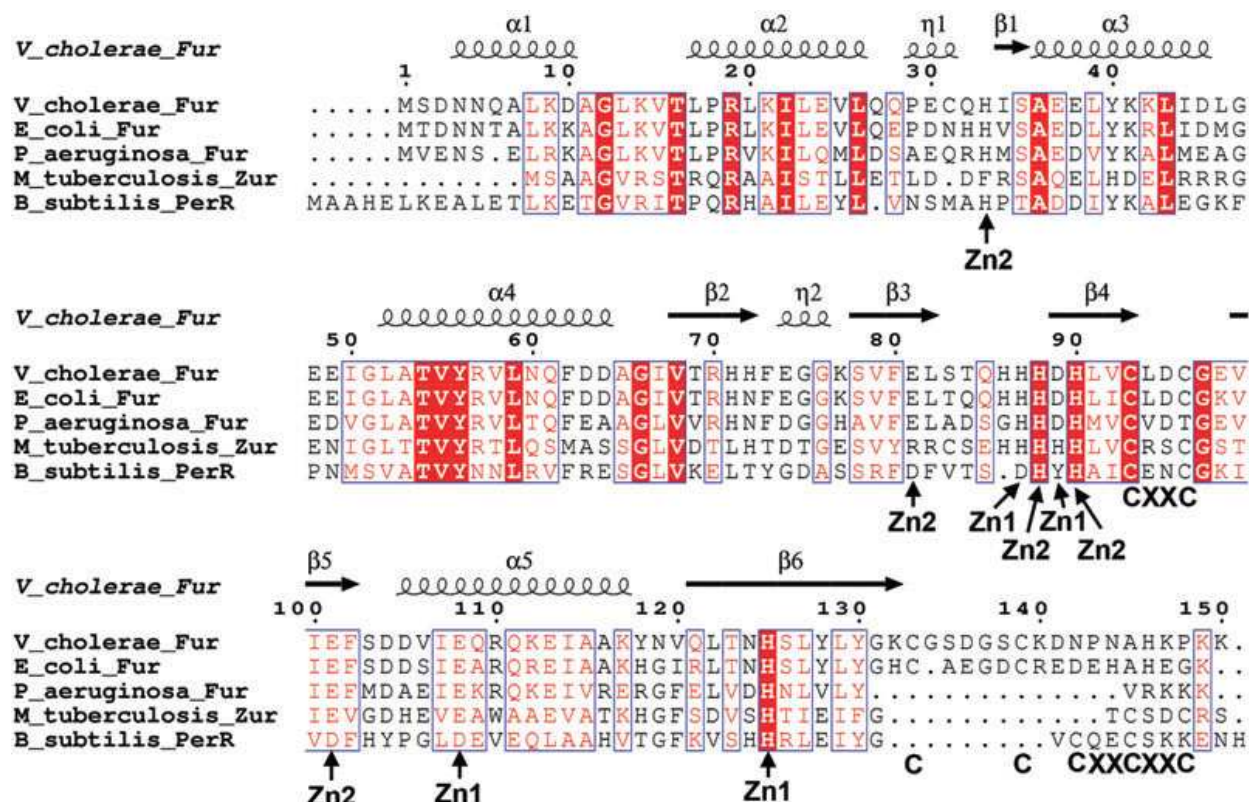 α1 α2 η1 β1 α3
V_cholerae_Fur
1 10 20 30 40
V_cholerae_Fur .....MSDNNQALKDAGLKVTLPRLKILEVLQQPECQHISAEELYKKLIDLG
E_coli_Fur .....MTDNNTALKKAGLKVTLPRLKILEVLQEPDNHHVSAEDLYKRLIDMG
P_aeruginosa_Fur .....MVENS.ELRKAGLKVTLPRVKILQMLDSAEQRHMSAEDVYKALMEAG
M_tuberculosis_Zur ............MSAAGVRSTRQRAAISTLLETLD.DFRSAQELHDELRRRG
B_subtilis_PerR MAAHELKEALETLKETGVRITPQRHAILEYL.VNSMAHPTADDIYKALEGKF
Zn2
α4 β2 η2 β3 β4
V_cholerae_Fur
50 60 70 80 90
V_cholerae_Fur EEIGLATVYRVLNQFDDAGIVTRHHFEGGKSVFELSTQHHHDHLVCLDCGEV
E_coli_Fur EEIGLATVYRVLNQFDDAGIVTRHNFEGGKSVFELTQQHHHDHLICLDCGKV
P_aeruginosa_Fur EDVGLATVYRVLTQFEAAGLVVRHNFDGGHAVFELADSGHHDHMVCVDTGEV
M_tuberculosis_Zur ENIGLTTVYRTLQSMASSGLVDTLHTDTGESVYRRCSEHHHHHLVCRSCGST
B_subtilis_PerR PNMSVATVYNNLRVFRESGLVKELTYGDASSRFDFVTS.DHYHAICENCGKI
CXXC
Zn2 Zn1 Zn1
Zn2 Zn2
β5 α5 β6
V_cholerae_Fur
100 110 120 130 140 150
V_cholerae_Fur IEFSDDVIEQRQKEIAAKYNVQLTNHSLYLYGKCGSDGSCKDNPNAHKPKK.
E_coli_Fur IEFSDDSIEARQREIAAKHGIRLTNHSLYLYGHC.AEGDCREDEHAHEGK.
P_aeruginosa_Fur IEFMDAEIEKRQKEIVRERGFELVDHNLVLY..............VRKKK.
M_tuberculosis_Zur IEVGDHEVEAWAAEVATKHGFSDVSHTIEIFG.............TCSDCRS.
B_subtilis_PerR VDFHYPGLDEVEQLAAHVTGFKVSHHRLEIYG..........VCQECSKKENH
C C CXXCXXC
Zn2 Zn1 Zn1